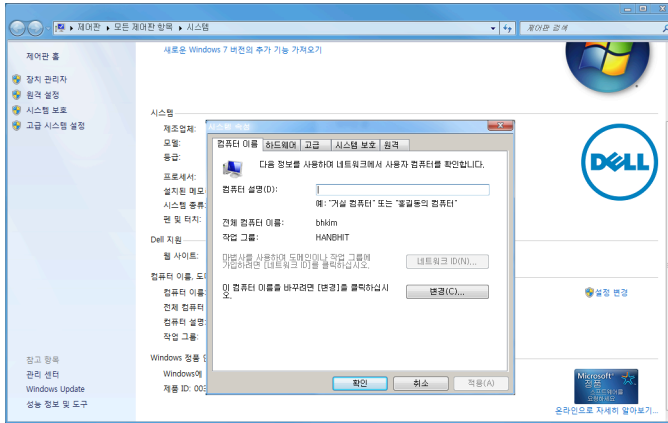 제어판 ▸ 모든 제어판 항목 ▸ 시스템
제어판 검색
제어판 홈
장치 관리자
원격 설정
시스템 보호
고급 시스템 설정
참고 항목
관리 센터
Windows Update
성능 정보 및 도구
새로운 Windows 7 버전의 추가 기능 가져오기
시스템
제조업체:
모델:
등급:
프로세서:
설치된 메모
시스템 종류:
펜 및 터치:
Dell 지원
웹 사이트:
컴퓨터 이름, 도
컴퓨터 이름:
전체 컴퓨터
컴퓨터 설명:
작업 그룹:
Windows 정품
Windows에
제품 ID: 00
시스템 속성
컴퓨터 이름
하드웨어
고급
시스템 보호
원격
다음 정보를 사용하여 네트워크에서 사용자 컴퓨터를 확인합니다.
컴퓨터 설명(D):
예: "거실 컴퓨터" 또는 "홍길동의 컴퓨터"
전체 컴퓨터 이름: bhkim
작업 그룹: HANBHIT
마법사를 사용하여 도메인이나 작업 그룹에
가입하려면 [네트워크 ID]를 클릭하십시오.
네트워크 ID(N)...
이 컴퓨터 이름을 바꾸려면 [변경]을 클릭하십시
오.
변경(C)...
확인
취소
적용(A)
DELL
설정 변경
Microsoft
정품
소프트웨어를
요청하세요
온라인으로 자세히 알아보기...